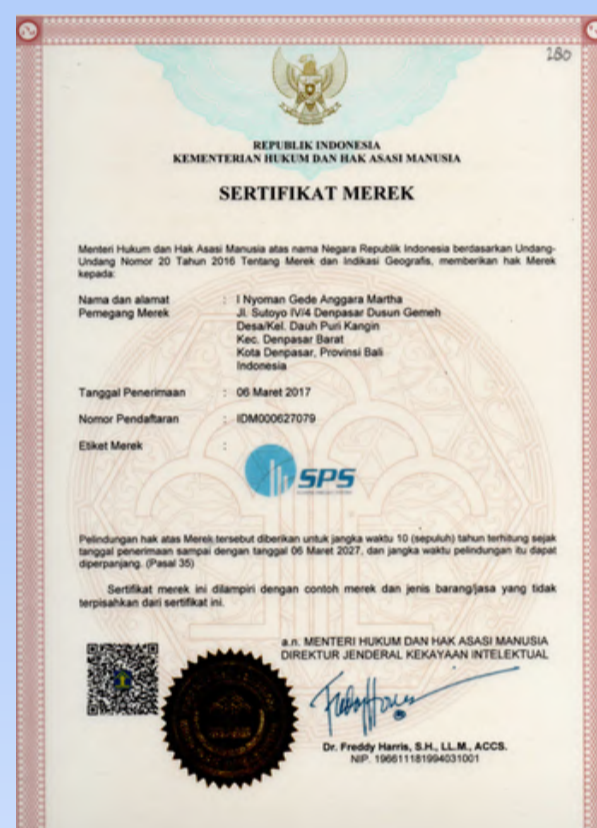 280
REPUBLIK INDONESIA
KEMENTERIAN HUKUM DAN HAK ASASI MANUSIA
SERTIFIKAT MEREK
Menteri Hukum dan Hak Asasi Manusia atas nama Negara Republik Indonesia berdasarkan Undang-
Undang Nomor 20 Tahun 2016 Tentang Merek dan Indikasi Geografis, memberikan hak Merek
kepada:
Nama dan alamat : I Nyoman Gede Anggara Martha
Pemegang Merek Jl. Sutoyo IV/4 Denpasar Dusun Gemeh
Desa/Kel. Dauh Puri Kangin
Kec. Denpasar Barat
Kota Denpasar, Provinsi Bali
Indonesia
Tanggal Penerimaan : 06 Maret 2017
Nomor Pendaftaran : IDM000627079
Etiket Merek :
SPS
Pelindungan hak atas Merek tersebut diberikan untuk jangka waktu 10 (sepuluh) tahun terhitung sejak
tanggal penerimaan sampai dengan tanggal 06 Maret 2027, dan jangka waktu pelindungan itu dapat
diperpanjang. (Pasal 35)
Sertifikat merek ini dilampiri dengan contoh merek dan jenis barang/jasa yang tidak
terpisahkan dari sertifikat ini.
a.n. MENTERI HUKUM DAN HAK ASASI MANUSIA
DIREKTUR JENDERAL KEKAYAAN INTELEKTUAL
Dr. Freddy Harris, S.H., LL.M., ACCS.
NIP. 196611181994031001